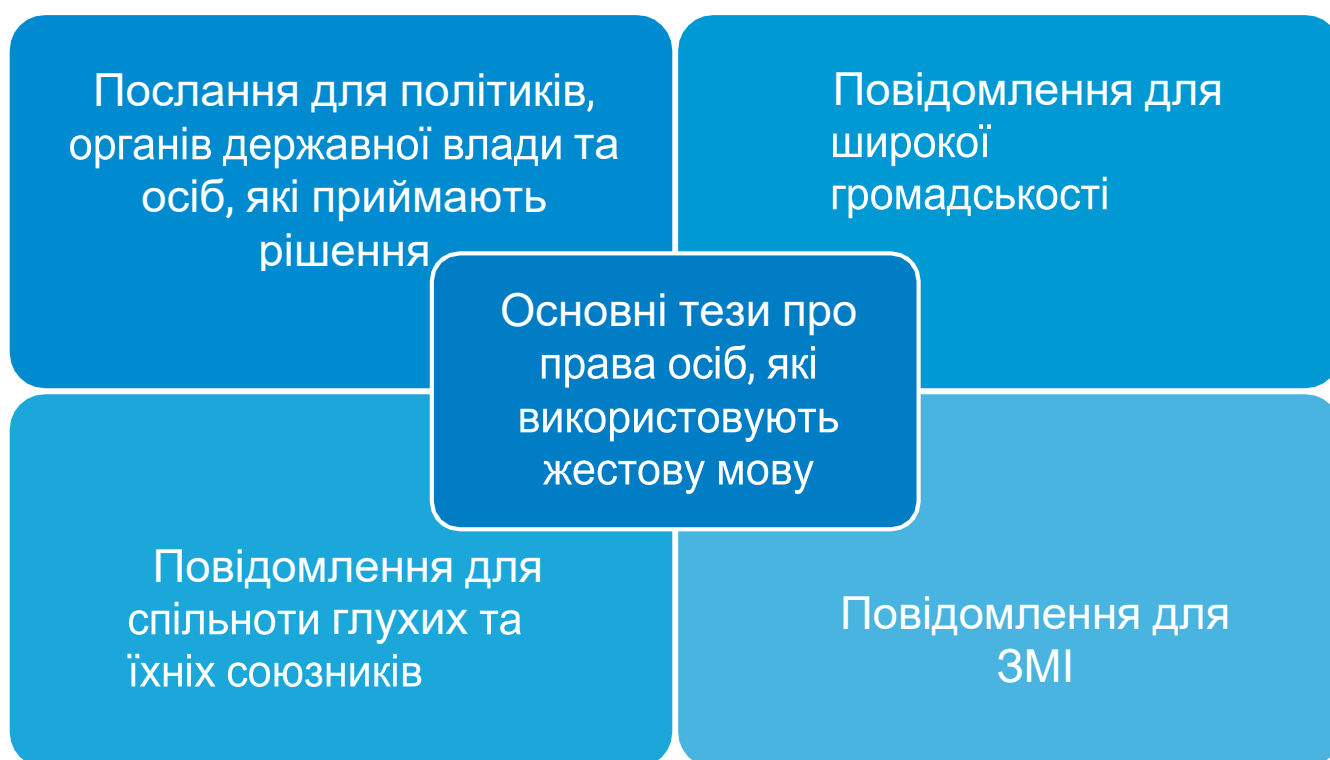 Послання для політиків,
органів державної влади та
осіб, які приймають
рішення
Повідомлення для
широкої
громадськості
Основні тези про
права осіб, які
використовують
жестову мову
Повідомлення для
спільноти глухих та
їхніх союзників
Повідомлення для
ЗМІ